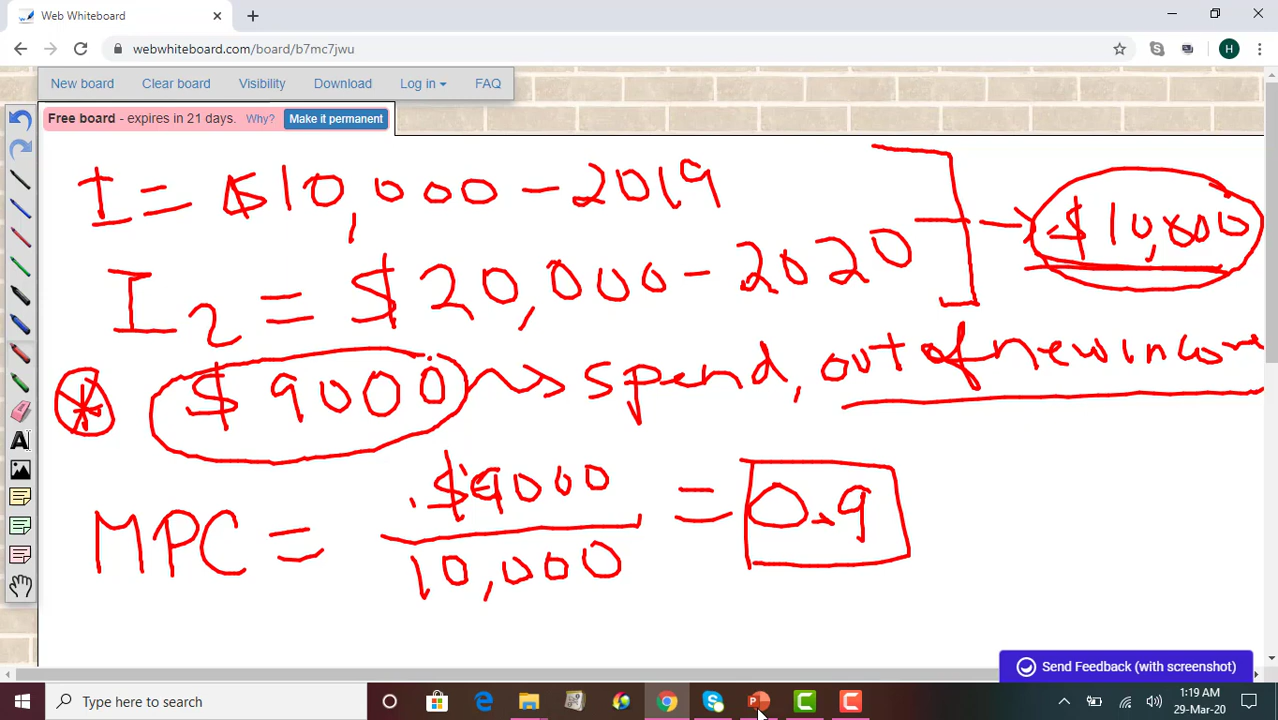 Web Whiteboard
webwhiteboard.com/board/b7mc7jwu
H
New board Clear board Visibility Download Log in FAQ
Free board - expires in 21 days. Why? Make it permanent
I = $10,000 - 2019
$10,000
I2 = $20,000 - 2020
* $9000 spend, out of new income
MPC = $9000 / 10,000 = 0.9
A
Send Feedback (with screenshot)
Type here to search
1:19 AM
29-Mar-20